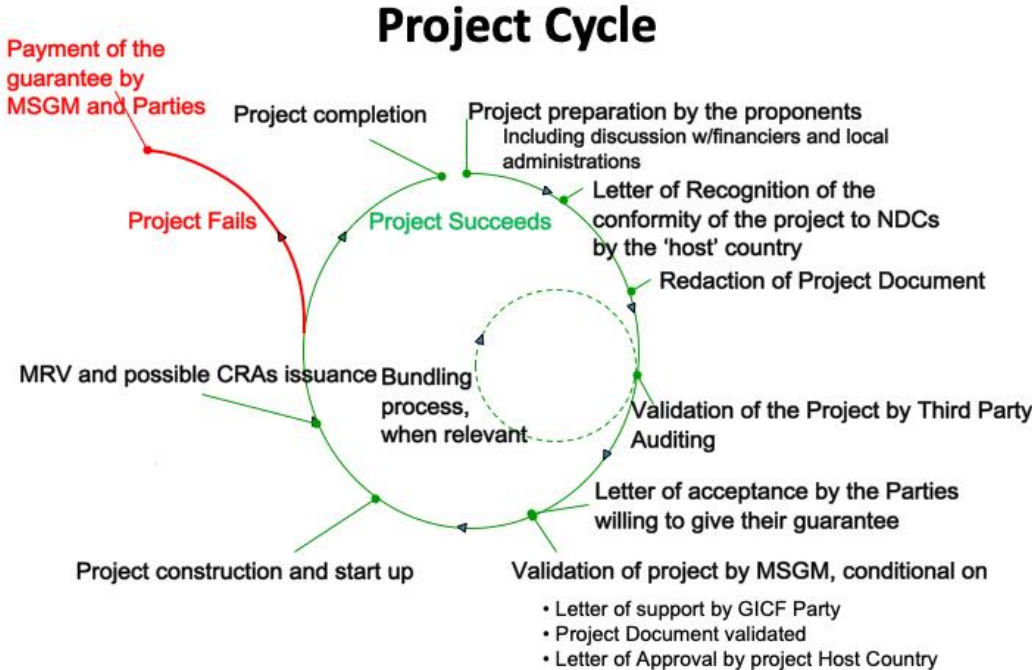 Project Cycle
Payment of the
guarantee by
MSGM and Parties
Project completion
Project preparation by the proponents
Including discussion w/financiers and local
administrations
Letter of Recognition of the
conformity of the project to NDCs
by the ‘host’ country
Project Fails
Project Succeeds
Redaction of Project Document
MRV and possible CRAs issuance
Bundling
process,
when relevant
Validation of the Project by Third Party
Auditing
Letter of acceptance by the Parties
willing to give their guarantee
Project construction and start up
Validation of project by MSGM, conditional on
• Letter of support by GICF Party
• Project Document validated
• Letter of Approval by project Host Country